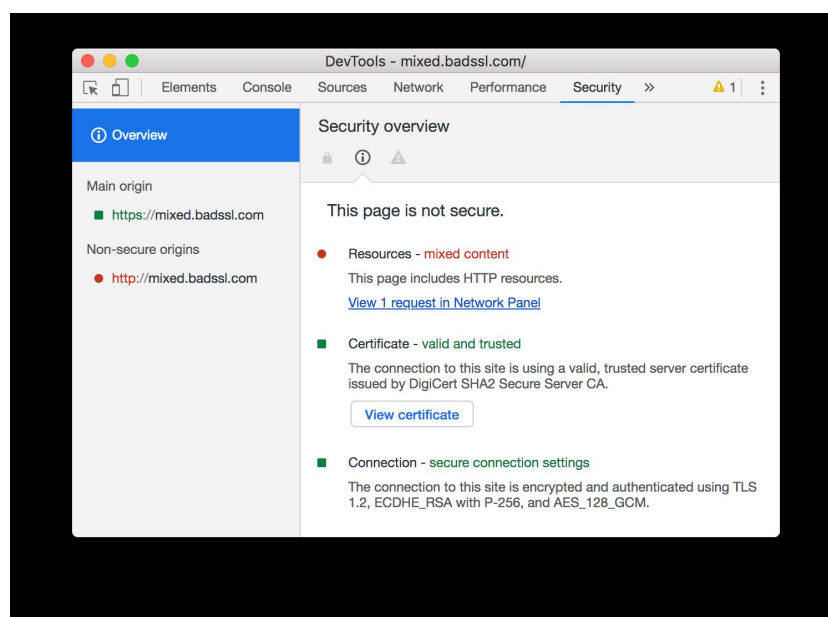 DevTools - mixed.badssl.com/
Elements Console Sources Network Performance Security » 1
Overview
Main origin
https://mixed.badssl.com
Non-secure origins
http://mixed.badssl.com
Security overview
This page is not secure.
Resources - mixed content
This page includes HTTP resources.
View 1 request in Network Panel
Certificate - valid and trusted
The connection to this site is using a valid, trusted server certificate
issued by DigiCert SHA2 Secure Server CA.
View certificate
Connection - secure connection settings
The connection to this site is encrypted and authenticated using TLS
1.2, ECDHE_RSA with P-256, and AES_128_GCM.